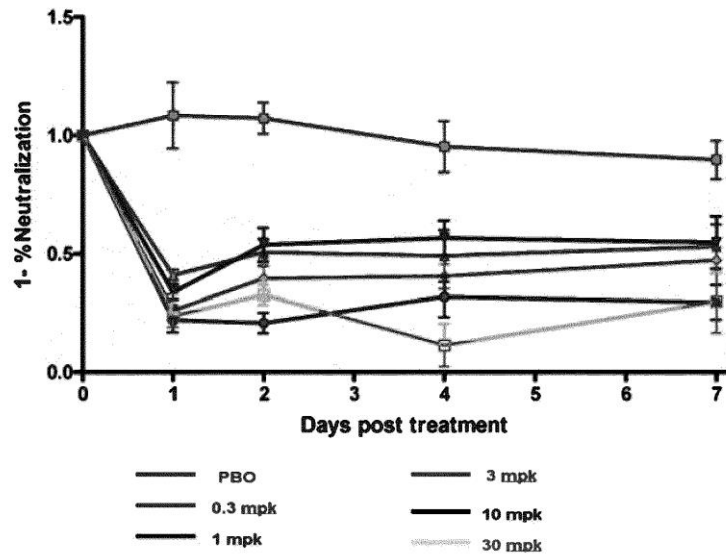 1.5
1.0
0.5
0.0
1- %Neutralization
0 1 2 3 4 5 6 7
Days post treatment
PBO 3 mpk
0.3 mpk 10 mpk
1 mpk 30 mpk